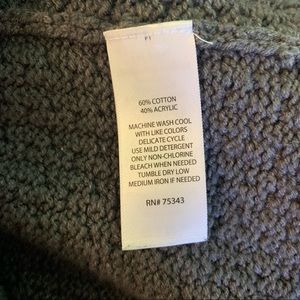 60% COTTON
40% ACRYLIC
MACHINE WASH COOL
WITH LIKE COLORS
DELICATE CYCLE
USE MILD DETERGENT
ONLY NON-CHLORINE
BLEACH WHEN NEEDED
TUMBLE DRY LOW
MEDIUM IRON IF NEEDED
RN# 75343